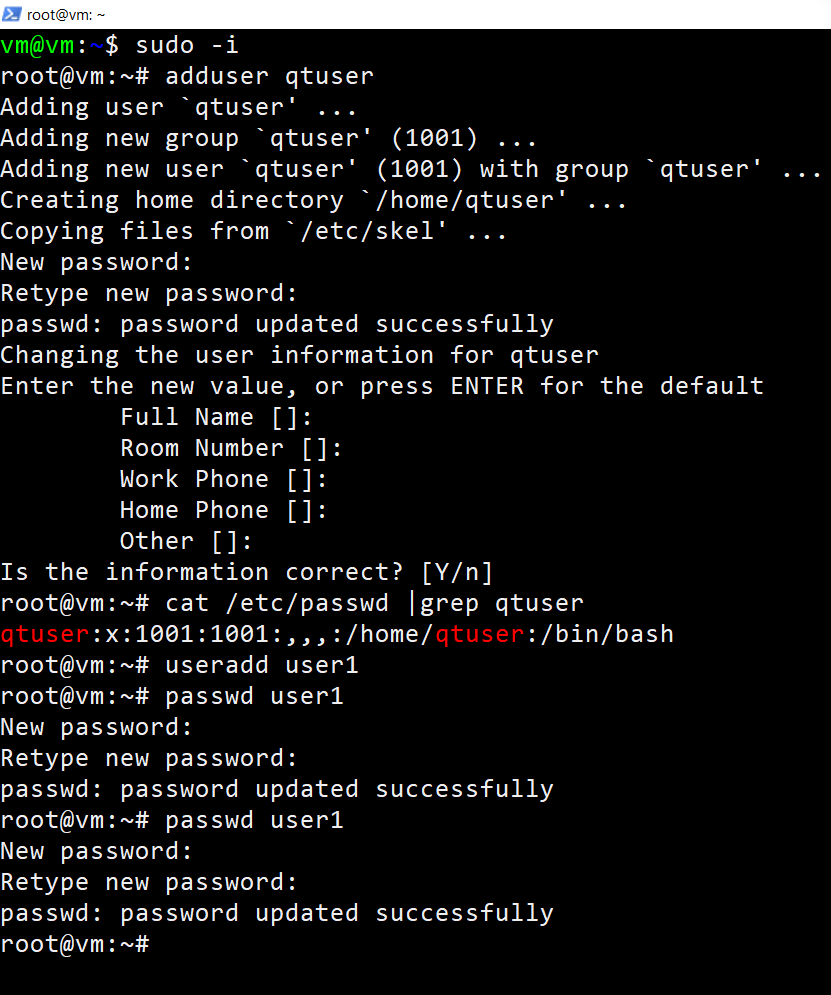 root@vm: ~
vm@vm:~$ sudo -i
root@vm:~# adduser qtuser
Adding user `qtuser' ...
Adding new group `qtuser' (1001) ...
Adding new user `qtuser' (1001) with group `qtuser' ...
Creating home directory `/home/qtuser' ...
Copying files from `/etc/skel' ...
New password:
Retype new password:
passwd: password updated successfully
Changing the user information for qtuser
Enter the new value, or press ENTER for the default
        Full Name []:
        Room Number []:
        Work Phone []:
        Home Phone []:
        Other []:
Is the information correct? [Y/n]
root@vm:~# cat /etc/passwd |grep qtuser
qtuser:x:1001:1001:,,,:/home/qtuser:/bin/bash
root@vm:~# useradd user1
root@vm:~# passwd user1
New password:
Retype new password:
passwd: password updated successfully
root@vm:~# passwd user1
New password:
Retype new password:
passwd: password updated successfully
root@vm:~#